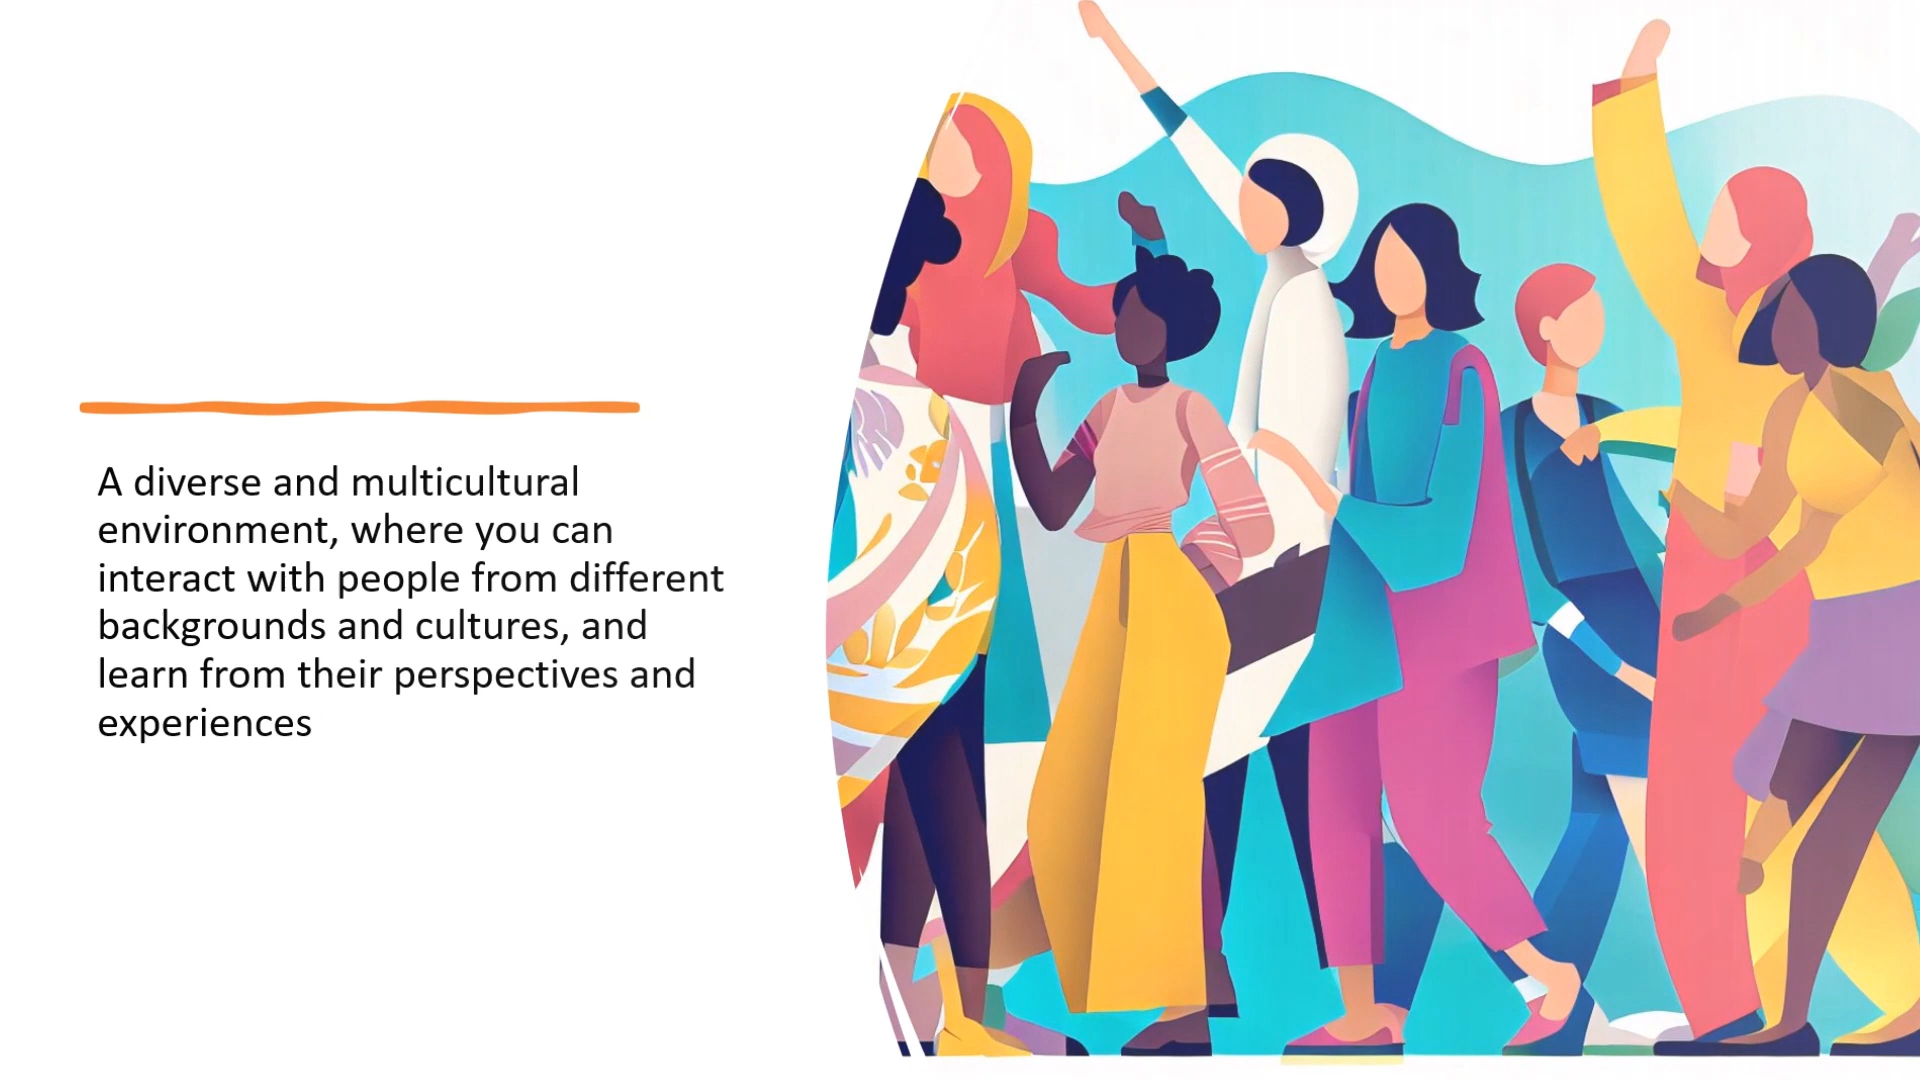 A diverse and multicultural
environment, where you can
interact with people from different
backgrounds and cultures, and
learn from their perspectives and
experiences